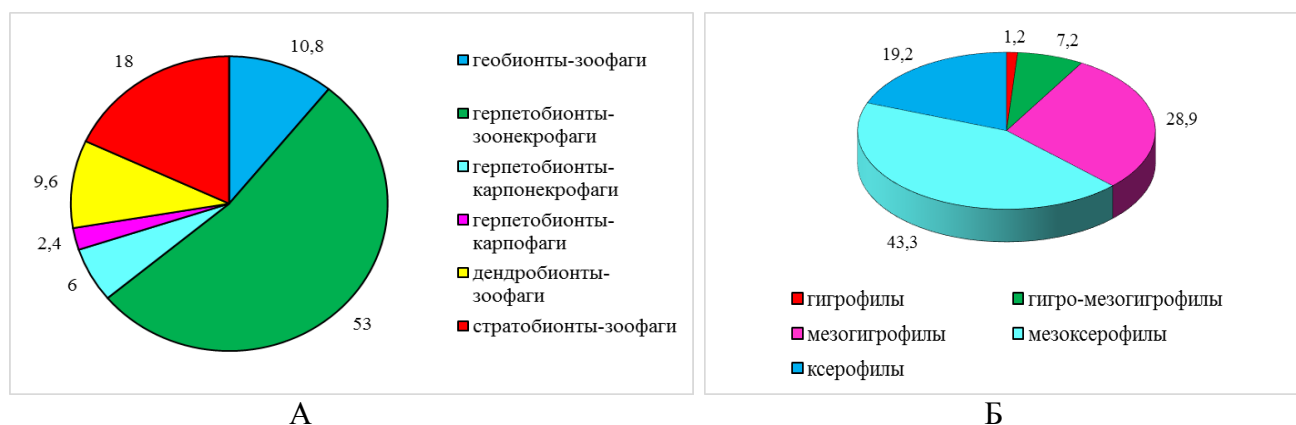 18
10,8
9,6
2,4
6
53
геобионты-зоофаги
герпетобионты-
зоонекрофаги
герпетобионты-
карпонекрофаги
герпетобионты-
карпофаги
дендробионты-
зоофаги
стратобионты-зоофаги
А
1,2
7,2
19,2
28,9
43,3
гигрофилы
гигро-мезогигрофилы
мезогигрофилы
мезоксерофилы
ксерофилы
Б